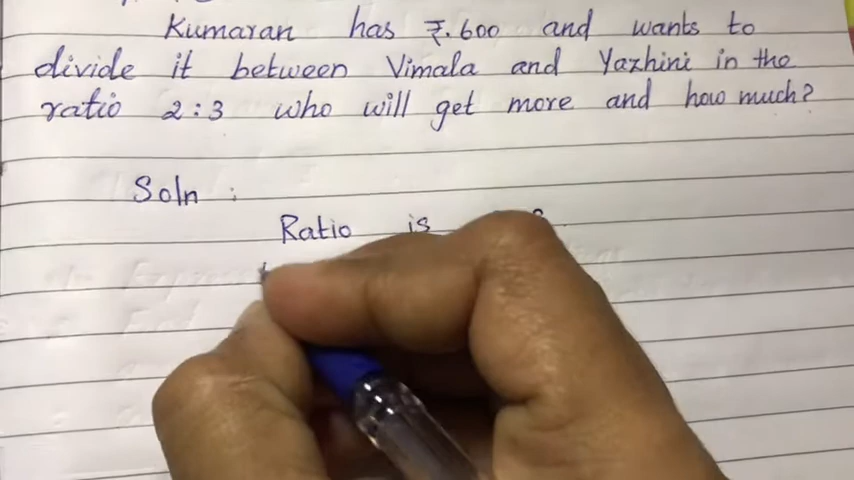 Kumaran has ₹.600 and wants to
divide it between Vimala and Yazhini in the
ratio 2:3 who will get more and how much?
Soln :
Ratio is